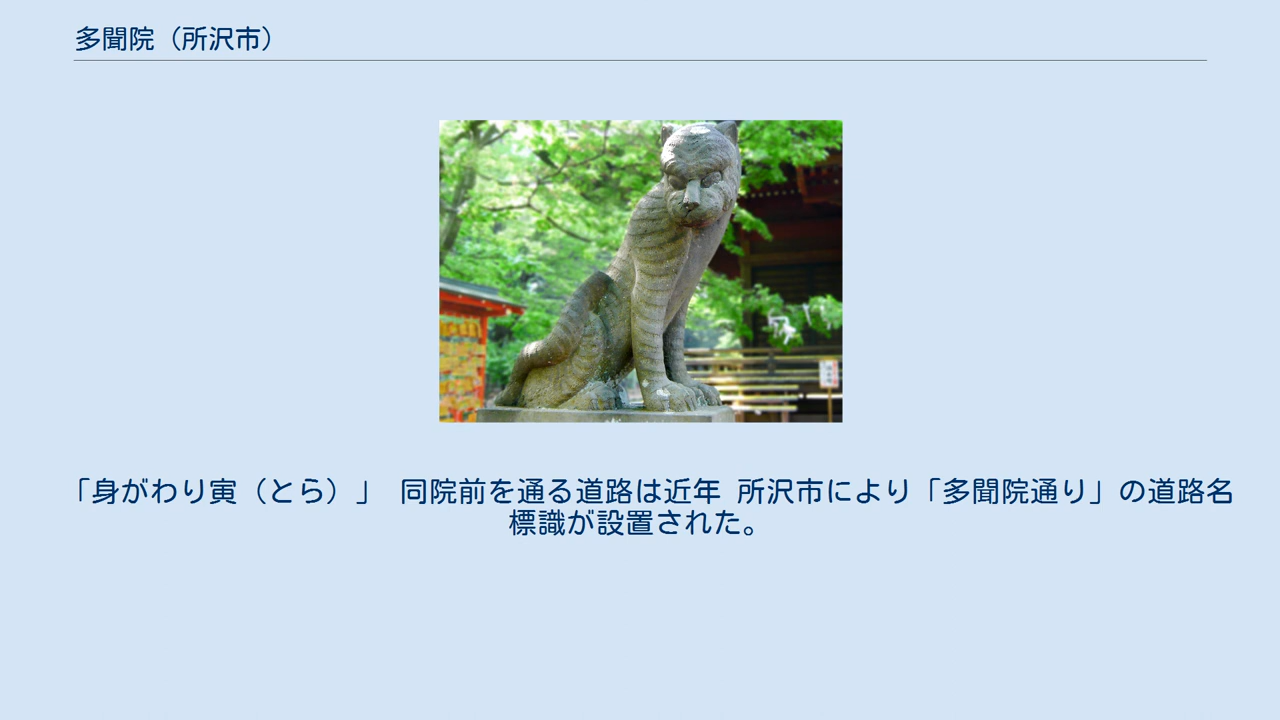 多聞院（所沢市）
「身がわり寅（とら）」 同院前を通る道路は近年 所沢市により「多聞院通り」の道路名
標識が設置された。